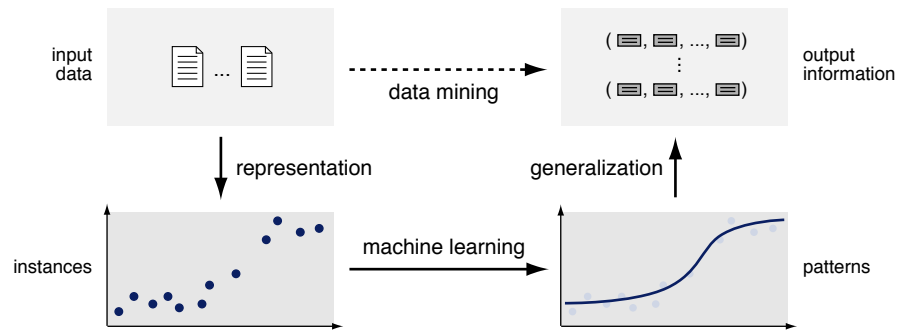 input
data
...
data mining
( , , ..., )
⋮
( , , ..., )
output
information
representation
generalization
instances
machine learning
patterns